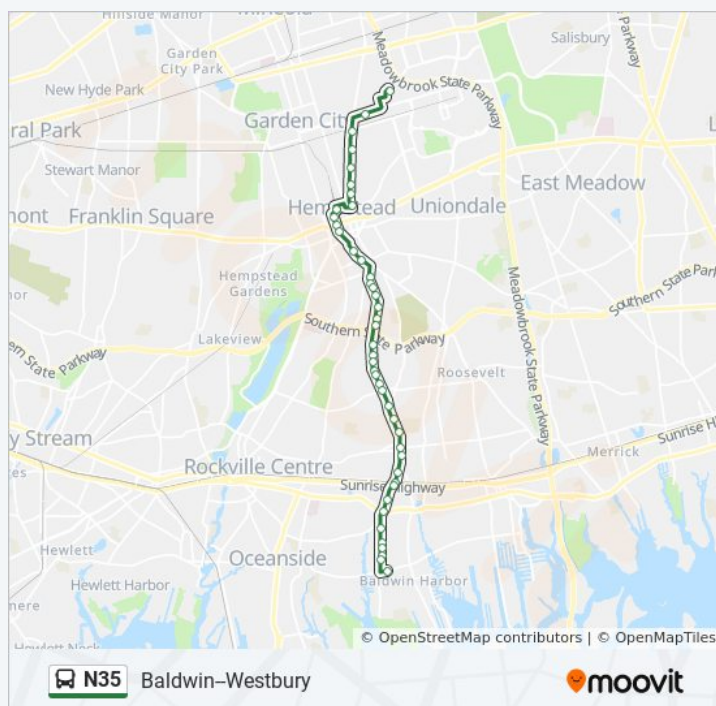 Hillside Manor
Salisbury
Garden
City Park
New Hyde Park
Meadowbrook State Parkway
Parkway
Garden City
ral Park
Stewart Manor
East Meadow
mont
Franklin Square
Hempstead
Uniondale
Hempstead
Gardens
Meadowbrook State Parkway
Southern State Parkway
Southern State Parkway
Lakeview
ern State Parkway
Roosevelt
y Stream
Rockville Centre
Merrick
Sunrise Hi
Sunrise Highway
Hewlett
Oceanside
Hewlett Harbor
Baldwin Harbor
mere
Hewlett Neck
© OpenStreetMap contributors | © OpenMapTiles
N35
Baldwin–Westbury
moovit